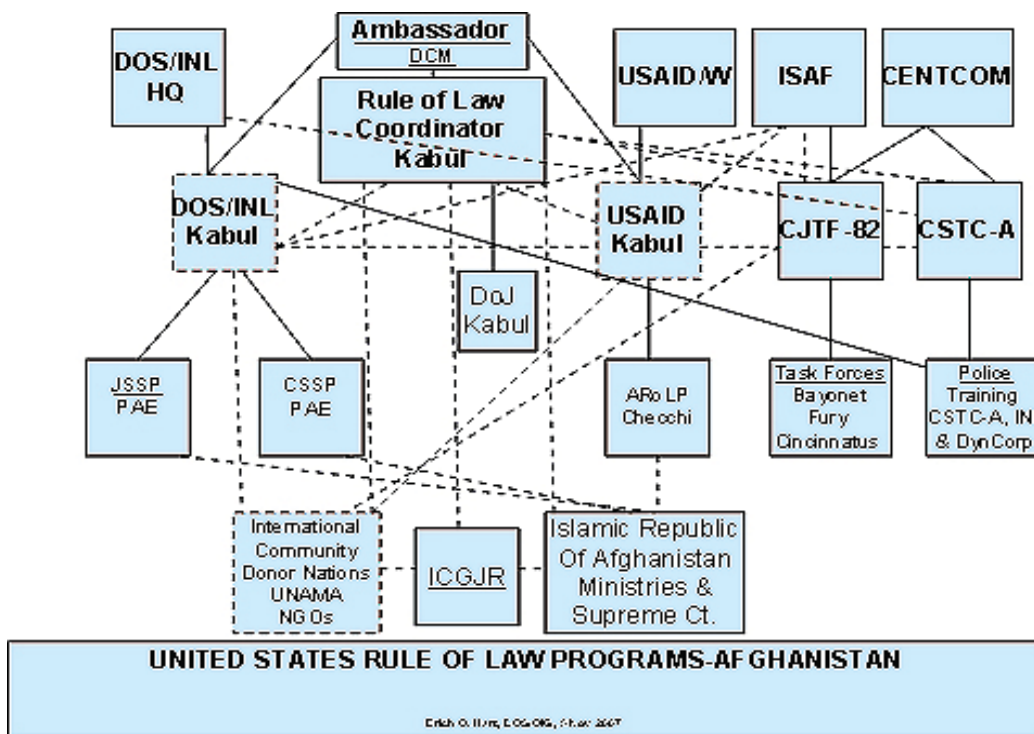 Ambassador
DCM
DOS/INL
HQ
USAID/W
ISAF
CENTCOM
Rule of Law
Coordinator
Kabul
DOS/INL
Kabul
USAID
Kabul
CJTF-82
CSTC-A
DoJ
Kabul
JSSP
PAE
CSSP
PAE
ARoLP
Checchi
Task Forces
Bayonet
Fury
Cincinnatus
Police
Training
CSTC-A, IN
& DynCorp
International
Community
Donor Nations
UNAMA
NGOs
ICGJR
Islamic Republic
Of Afghanistan
Ministries &
Supreme Ct.
UNITED STATES RULE OF LAW PROGRAMS-AFGHANISTAN
2007